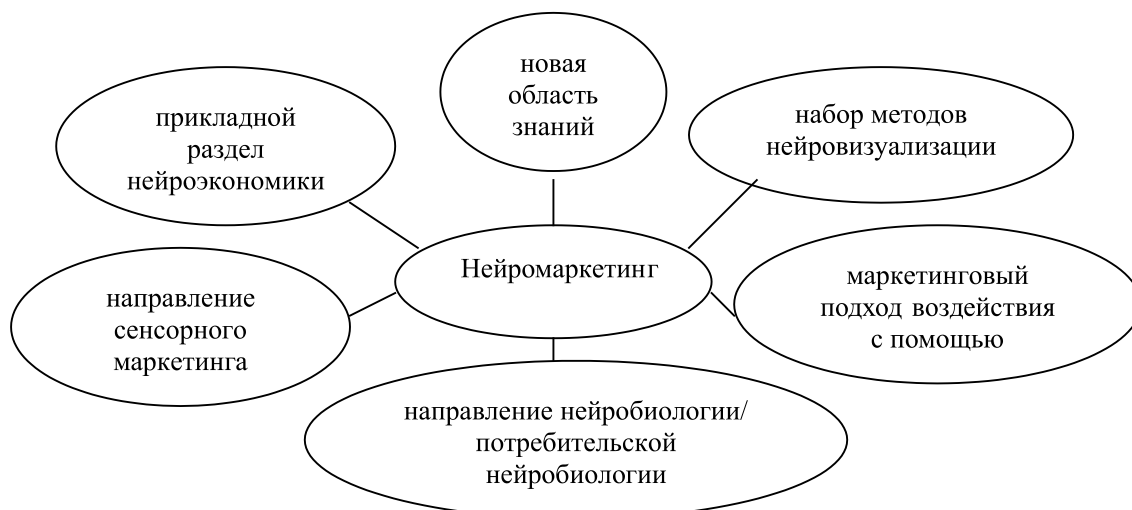 новая
область
знаний
прикладной
раздел
нейроэкономики
набор методов
нейровизуализации
Нейромаркетинг
направление
сенсорного
маркетинга
маркетинговый
подход воздействия
с помощью
направление нейробиологии/
потребительской
нейробиологии